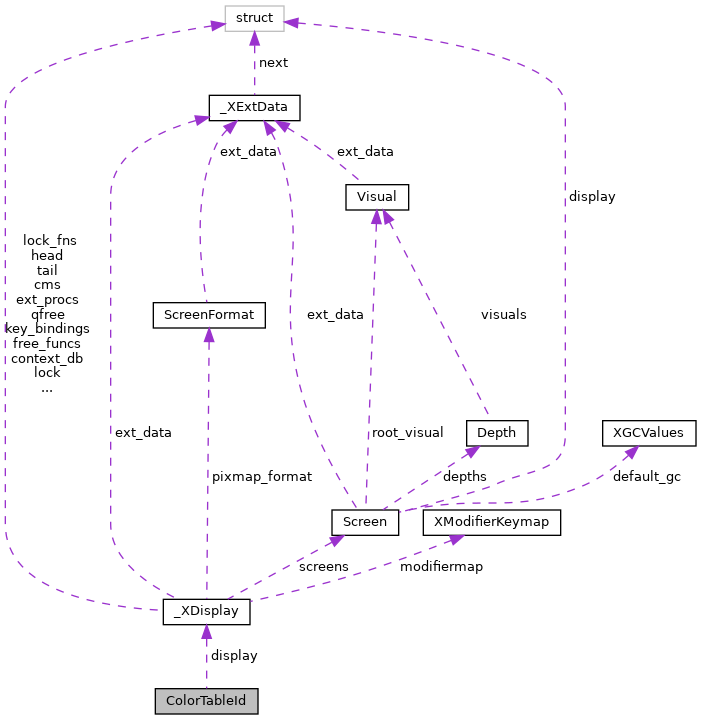 struct
next
_XExtData
ext_data
ext_data
Visual
display
lock_fns
head
tail
cms
ext_procs
qfree
key_bindings
free_funcs
context_db
lock
...
ScreenFormat
ext_data
visuals
ext_data
root_visual
Depth
XGCValues
pixmap_format
depths
default_gc
Screen
XModifierKeymap
screens
modifiermap
_XDisplay
display
ColorTableId